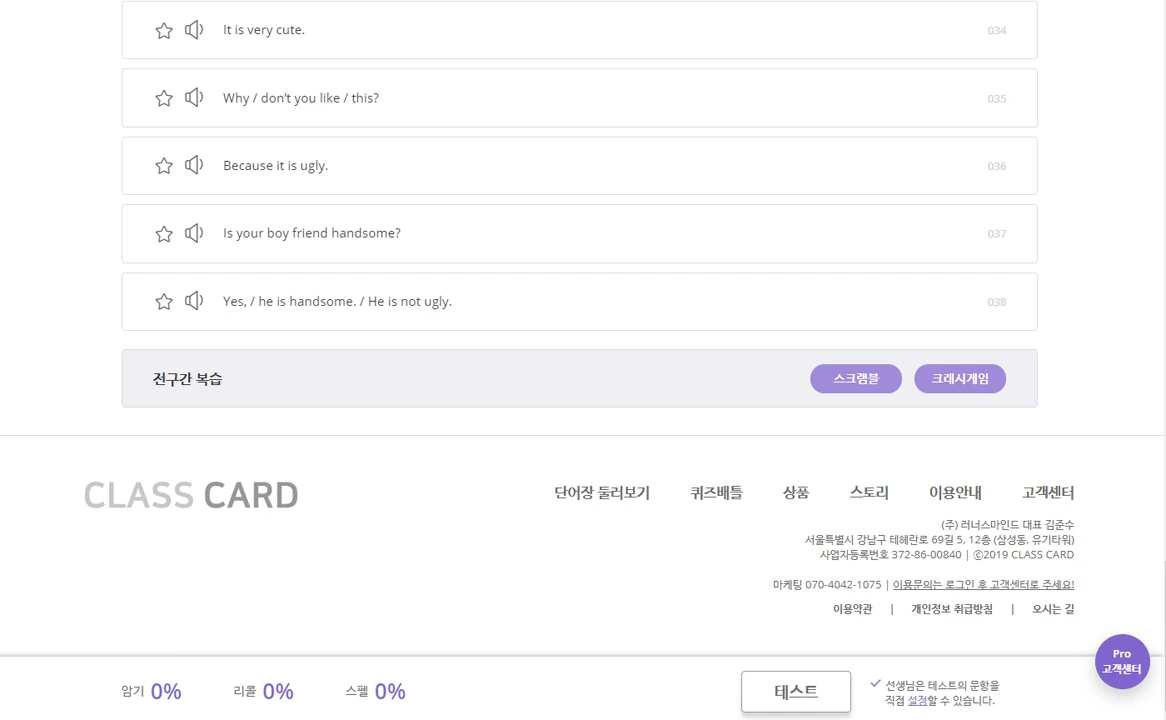 It is very cute. 034
Why / don't you like / this? 035
Because it is ugly. 036
Is your boy friend handsome? 037
Yes, / he is handsome. / He is not ugly. 038
전구간 복습 스크램블 크래시게임
CLASS CARD 단어장 둘러보기 퀴즈배틀 상품 스토리 이용안내 고객센터
(주) 러너스마인드 대표 김준수
서울특별시 강남구 테헤란로 69길 5, 12층 (삼성동, 유기타워)
사업자등록번호 372-86-00840 | ⓒ2019 CLASS CARD
마케팅 070-4042-1075 | 이용문의는 로그인 후 고객센터로 주세요!
이용약관 | 개인정보 취급방침 | 오시는 길
Pro
고객센터
암기 0% 리콜 0% 스펠 0% 테스트 선생님은 테스트의 문항을
직접 설정할 수 있습니다.